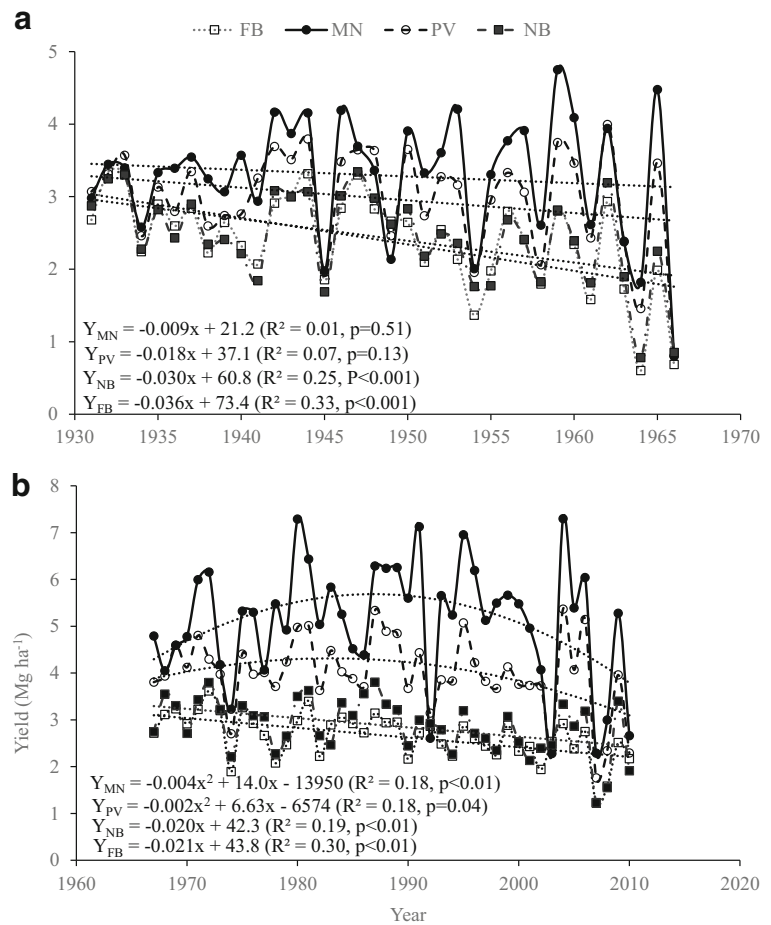 a
FB MN PV NB
5
4
3
2
1
0
Y_MN = -0.009x + 21.2 (R² = 0.01, p=0.51)
Y_PV = -0.018x + 37.1 (R² = 0.07, p=0.13)
Y_NB = -0.030x + 60.8 (R² = 0.25, P<0.001)
Y_FB = -0.036x + 73.4 (R² = 0.33, p<0.001)
1930 1935 1940 1945 1950 1955 1960 1965 1970
b
8
7
6
5
4
3
2
1
0
Yield (Mg ha⁻¹)
Y_MN = -0.004x² + 14.0x - 13950 (R² = 0.18, p<0.01)
Y_PV = -0.002x² + 6.63x - 6574 (R² = 0.18, p=0.04)
Y_NB = -0.020x + 42.3 (R² = 0.19, p<0.01)
Y_FB = -0.021x + 43.8 (R² = 0.30, p<0.01)
1960 1970 1980 1990 2000 2010 2020
Year